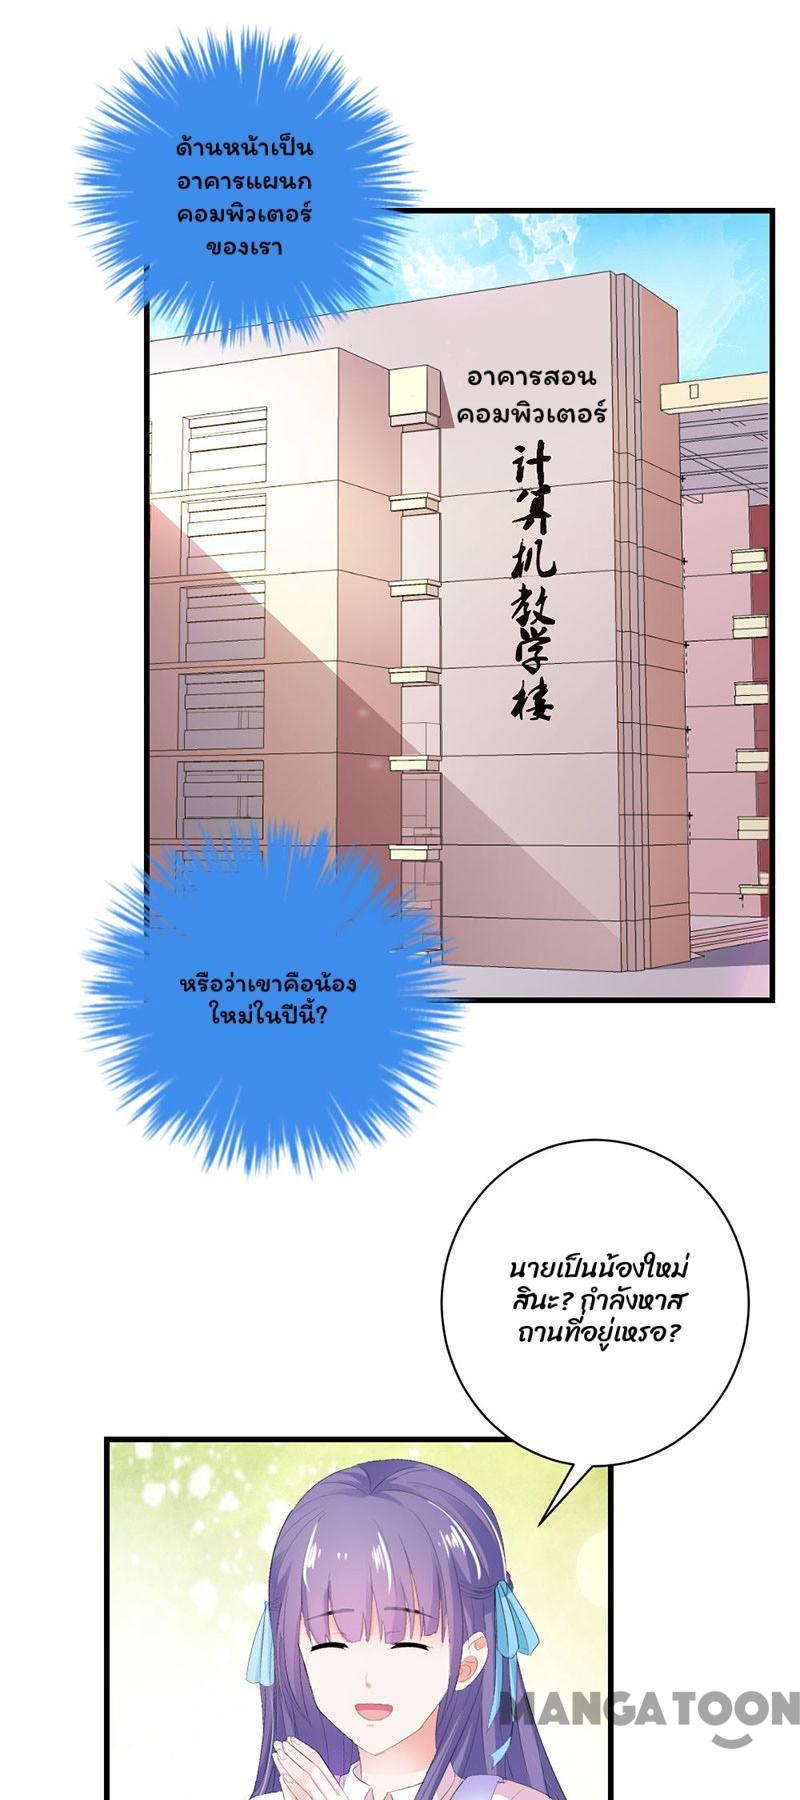 ด้านหน้าเป็น
อาคารแผนก
คอมพิวเตอร์
ของเรา
อาคารสอน
คอมพิวเตอร์
计算机教学楼
หรือว่าเขาคือน้อง
ใหม่ในปีนี้?
นายเป็นน้องใหม่
สินะ? กำลังหาส
ถานที่อยู่เหรอ?
MANGATOON